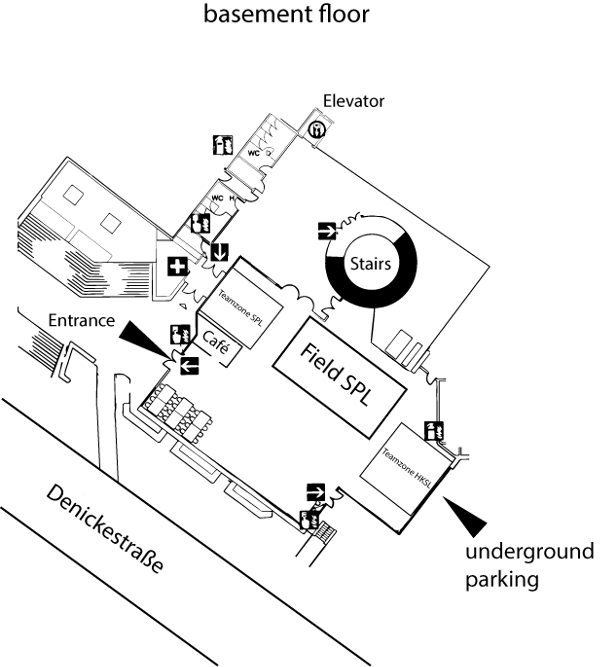 basement floor
Elevator
WC D
WC H
Stairs
Teamzone SPL
Entrance
Café
Field SPL
Teamzone HKSL
Denickestraße
underground
parking